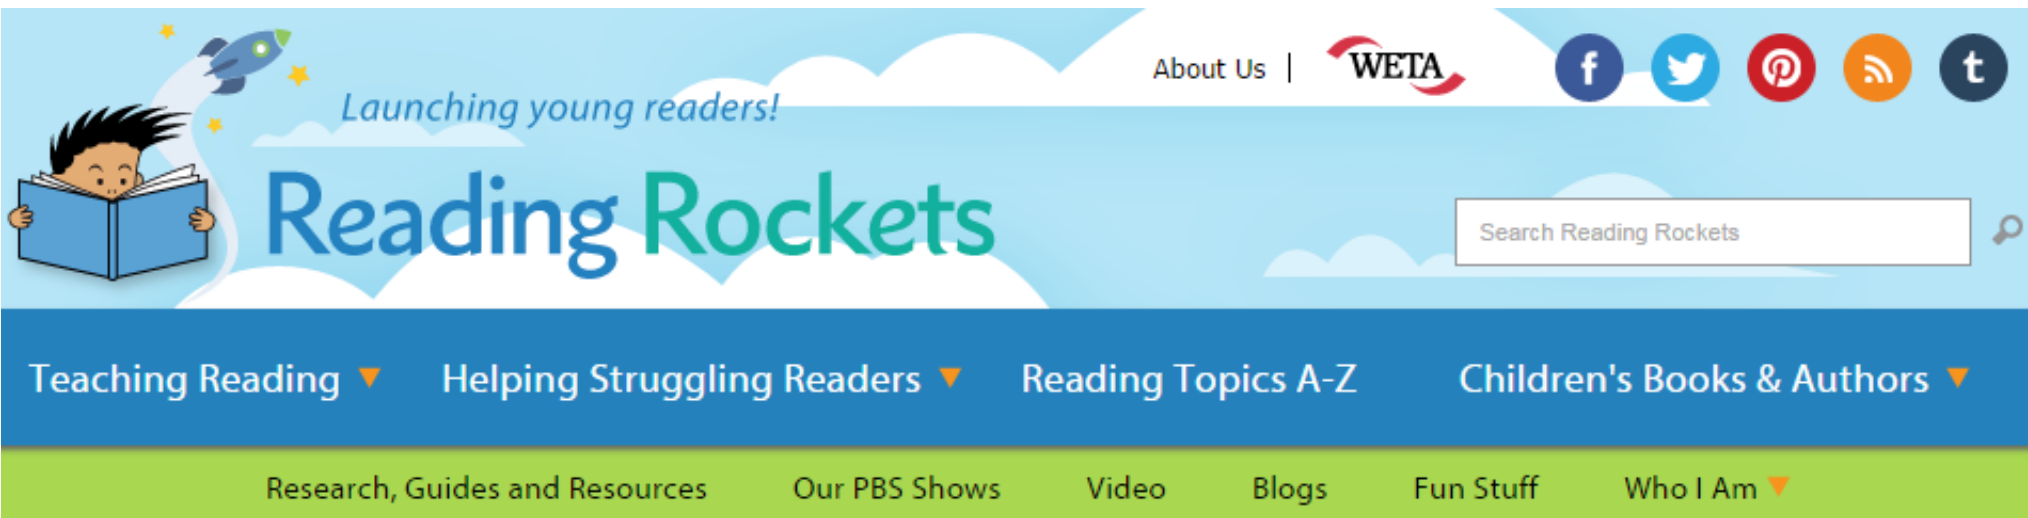 About Us | WETA
Launching young readers!
Reading Rockets
Search Reading Rockets
Teaching Reading Helping Struggling Readers Reading Topics A-Z Children's Books & Authors
Research, Guides and Resources Our PBS Shows Video Blogs Fun Stuff Who I Am